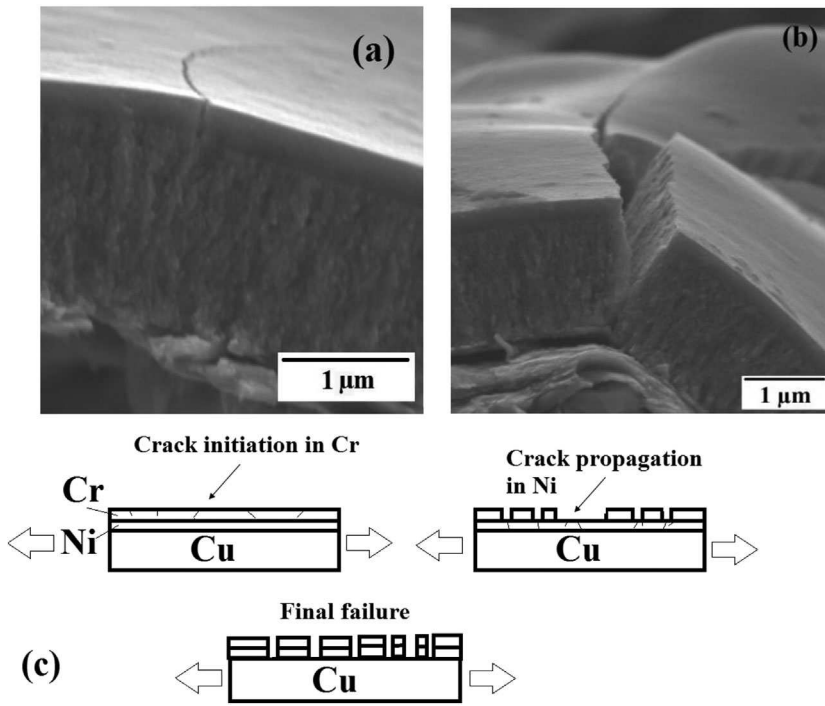 (a)
(b)
1 µm
1 µm
Crack initiation in Cr
Cr
Ni
Cu
Crack propagation
in Ni
Cu
Final failure
(c)
Cu